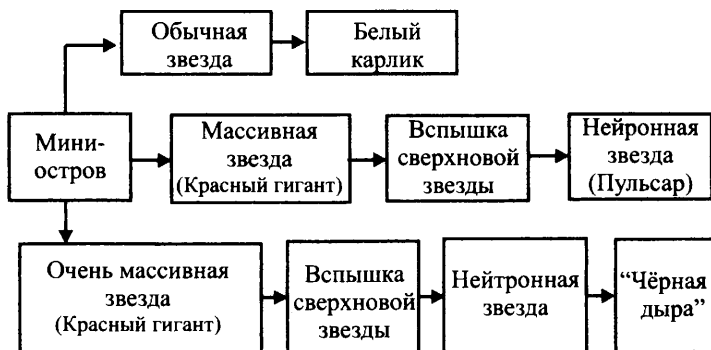 Обычная
звезда
Белый
карлик
Мини-
остров
Массивная
звезда
(Красный гигант)
Вспышка
сверхновой
звезды
Нейронная
звезда
(Пульсар)
Очень массивная
звезда
(Красный гигант)
Вспышка
сверхновой
звезды
Нейтронная
звезда
“Чёрная
дыра”